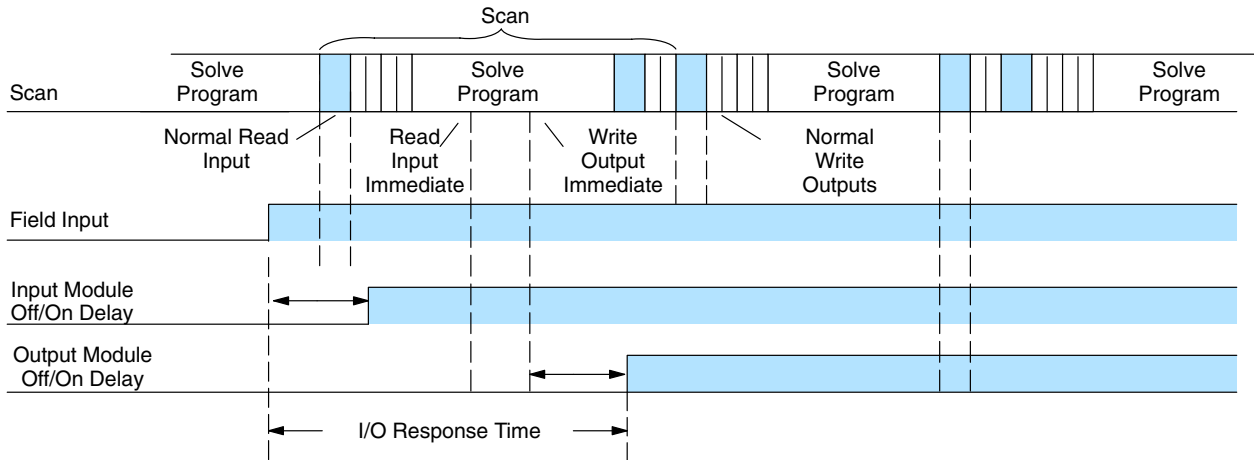 Scan
Scan
Solve
Program
Solve
Program
Solve
Program
Solve
Program
Normal Read
Input
Read
Input
Immediate
Write
Output
Immediate
Normal
Write
Outputs
Field Input
Input Module
Off/On Delay
Output Module
Off/On Delay
I/O Response Time